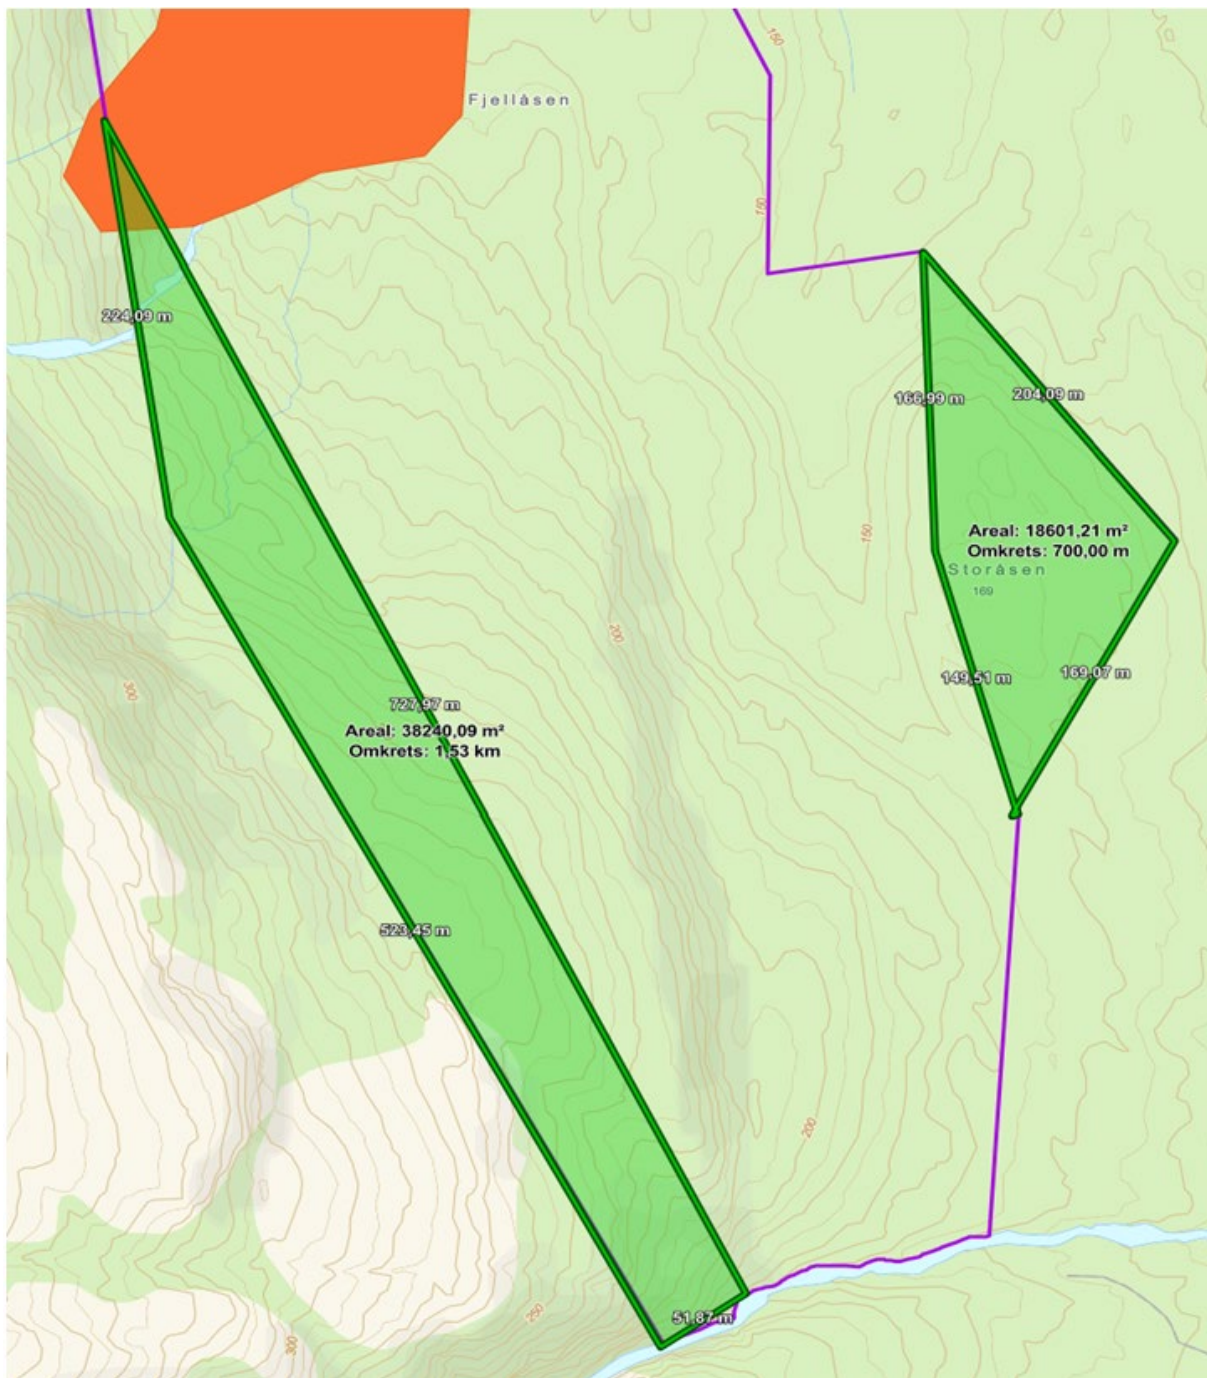 150
Fjellåsen
150
224,09 m
166,99 m
204,09 m
150
Areal: 18601,21 m²
Omkrets: 700,00 m
Storåsen
169
200
149,51 m
169,07 m
300
727,97 m
Areal: 38240,09 m²
Omkrets: 1,53 km
523,45 m
200
250
51,87 m
300